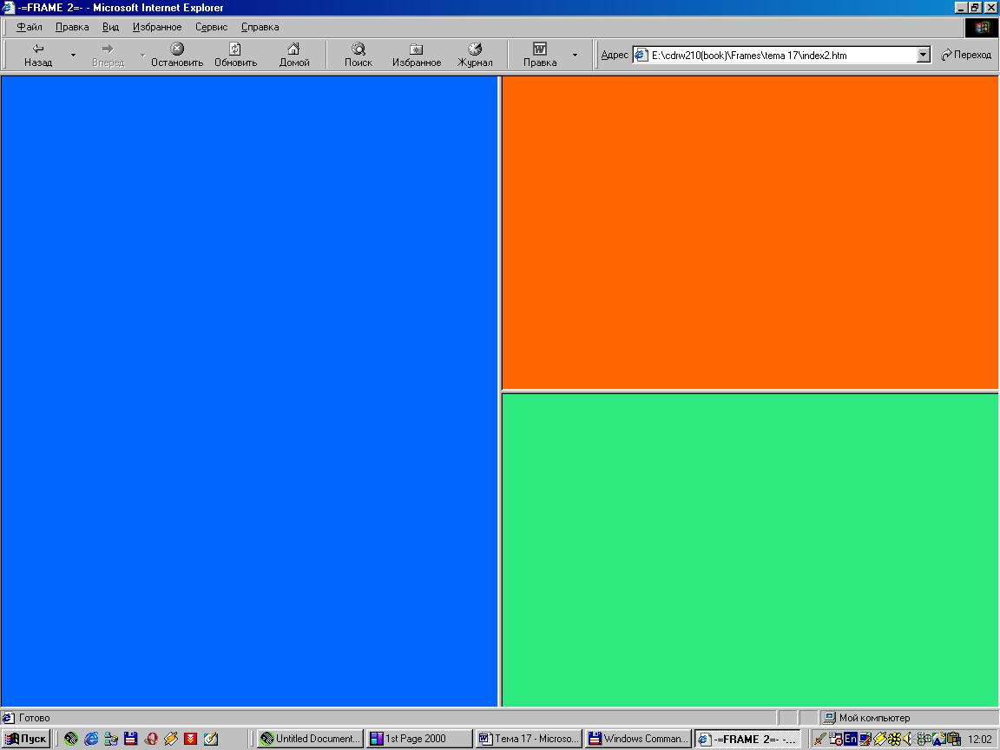 -=FRAME 2=- - Microsoft Internet Explorer
Файл Правка Вид Избранное Сервис Справка
Назад Вперед Остановить Обновить Домой Поиск Избранное Журнал Правка Адрес E:\cdrw210(book)\Frames\tema 17\index2.htm Переход
Готово Мой компьютер
Пуск Untitled Document... 1st Page 2000 Тема 17 - Microso... Windows Comman... -=FRAME 2=- -... En 12:02